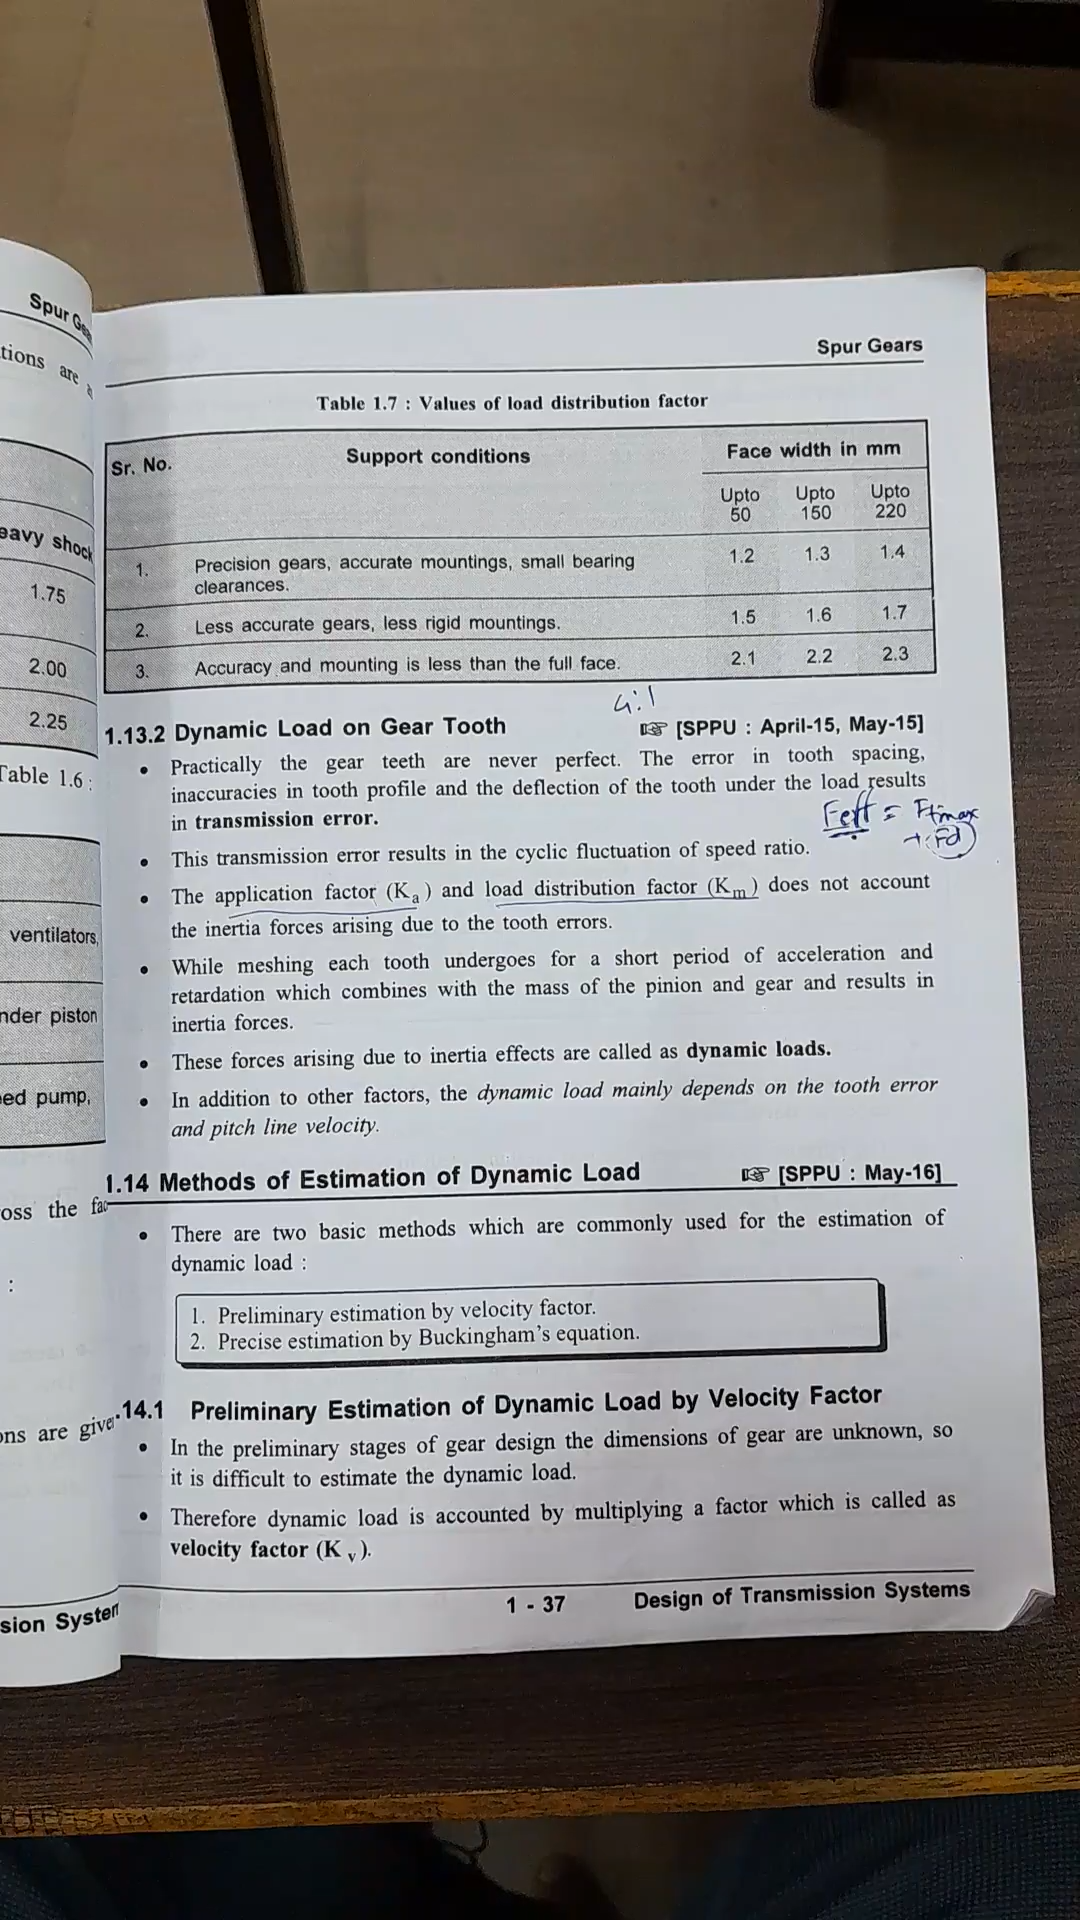 Spur Gears
Table 1.7 : Values of load distribution factor
Sr. No. Support conditions Face width in mm
Upto 50 Upto 150 Upto 220
1. Precision gears, accurate mountings, small bearing clearances. 1.2 1.3 1.4
2. Less accurate gears, less rigid mountings. 1.5 1.6 1.7
3. Accuracy and mounting is less than the full face. 2.1 2.2 2.3
4:1
1.13.2 Dynamic Load on Gear Tooth ☞ [SPPU : April-15, May-15]
• Practically the gear teeth are never perfect. The error in tooth spacing,
inaccuracies in tooth profile and the deflection of the tooth under the load results
in transmission error.
Feff = Ftmax
+ Fd
• This transmission error results in the cyclic fluctuation of speed ratio.
• The application factor (Ka) and load distribution factor (Km) does not account
the inertia forces arising due to the tooth errors.
• While meshing each tooth undergoes for a short period of acceleration and
retardation which combines with the mass of the pinion and gear and results in
inertia forces.
• These forces arising due to inertia effects are called as dynamic loads.
• In addition to other factors, the dynamic load mainly depends on the tooth error
and pitch line velocity.
1.14 Methods of Estimation of Dynamic Load ☞ [SPPU : May-16]
• There are two basic methods which are commonly used for the estimation of
dynamic load :
1. Preliminary estimation by velocity factor.
2. Precise estimation by Buckingham's equation.
.14.1 Preliminary Estimation of Dynamic Load by Velocity Factor
• In the preliminary stages of gear design the dimensions of gear are unknown, so
it is difficult to estimate the dynamic load.
• Therefore dynamic load is accounted by multiplying a factor which is called as
velocity factor (K v).
1 - 37 Design of Transmission Systems
Spur
tions are
eavy shock
1.75
2.00
2.25
Table 1.6 :
ventilators,
nder piston
ed pump,
oss the
:
ons are
sion System